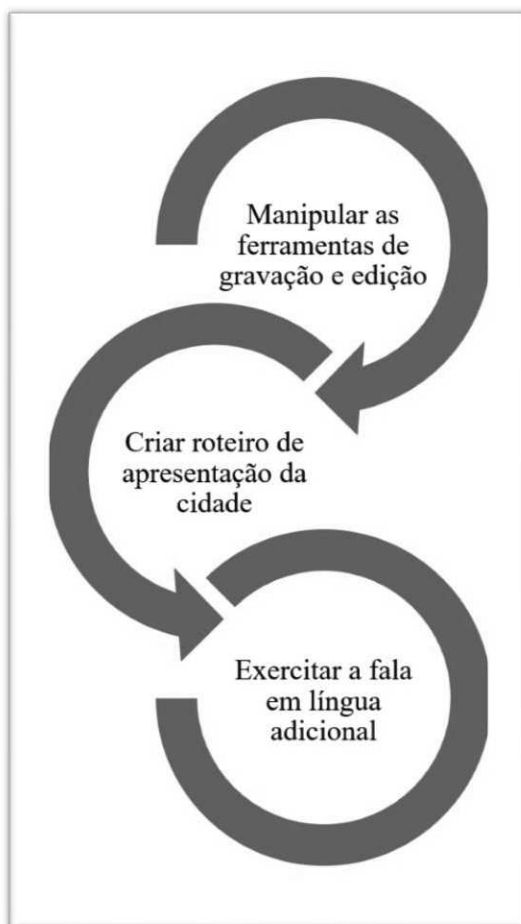 Manipular as
ferramentas de
gravação e edição
Criar roteiro de
apresentação da
cidade
Exercitar a fala
em língua
adicional